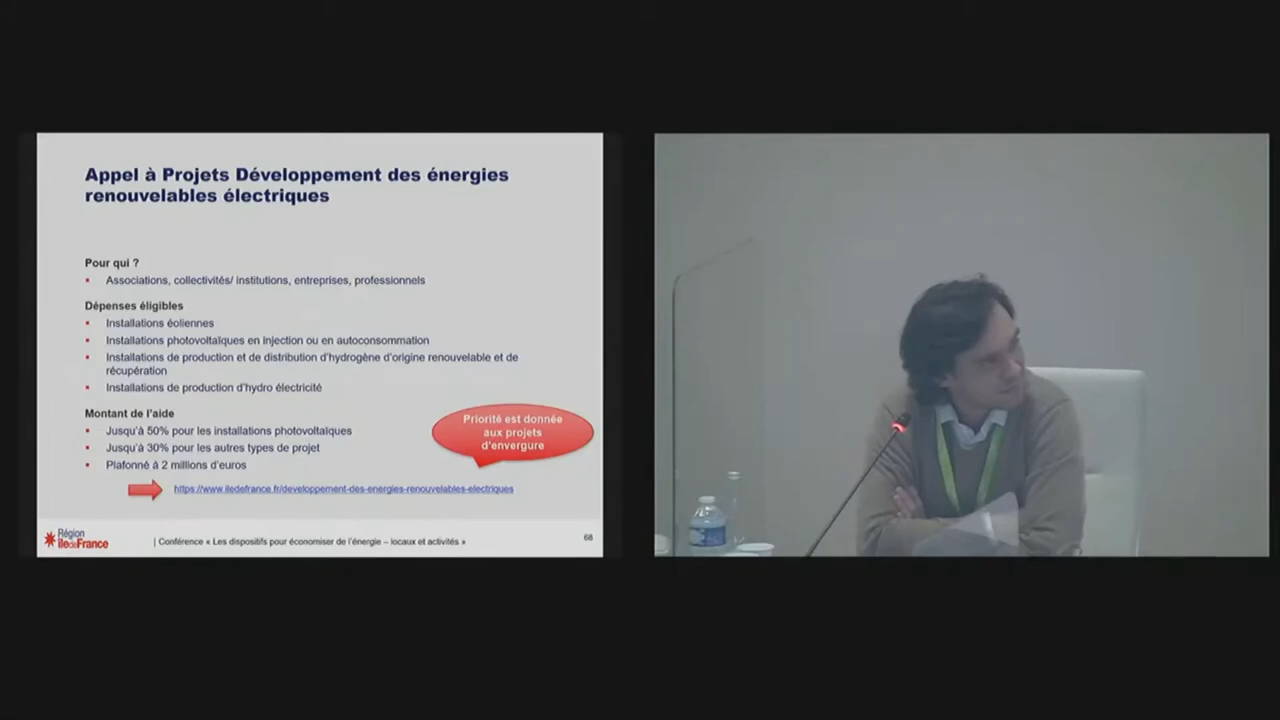 Appel à Projets Développement des énergies
renouvelables électriques
Pour qui ?
Associations, collectivités/ institutions, entreprises, professionnels
Dépenses éligibles
Installations éoliennes
Installations photovoltaïques en injection ou en autoconsommation
Installations de production et de distribution d'hydrogène d'origine renouvelable et de
récupération
Installations de production d'hydro électricité
Montant de l'aide
Jusqu'à 50% pour les installations photovoltaïques
Jusqu'à 30% pour les autres types de projet
Plafonné à 2 millions d'euros
Priorité est donnée
aux projets
d'envergure
https://www.iledefrance.fr/developpement-des-energies-renouvelables-electriques
Région
îledeFrance
| Conférence « Les dispositifs pour économiser de l'énergie – locaux et activités »
68